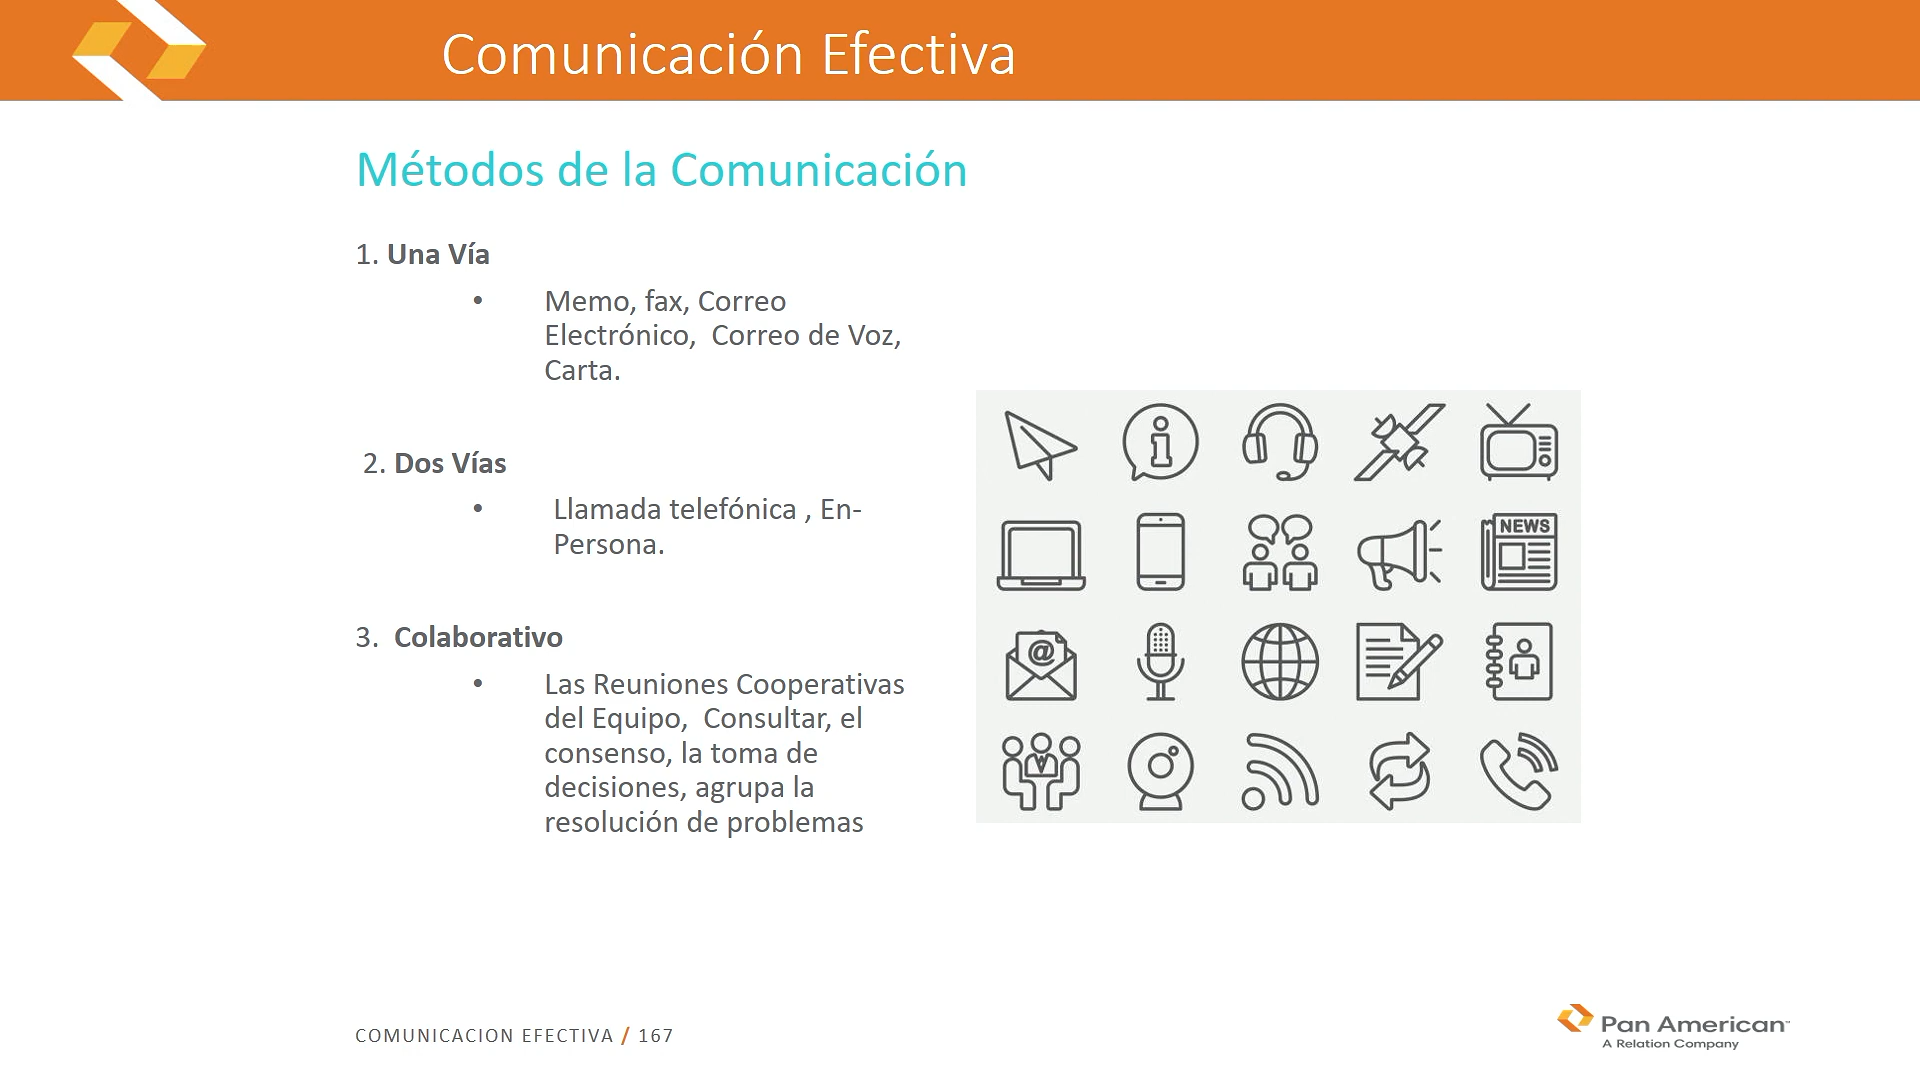 Comunicación Efectiva
Métodos de la Comunicación
1. Una Vía
• Memo, fax, Correo
Electrónico,  Correo de Voz,
Carta.
2. Dos Vías
• Llamada telefónica , En-
Persona.
3.  Colaborativo
• Las Reuniones Cooperativas
del Equipo,  Consultar, el
consenso, la toma de
decisiones, agrupa la
resolución de problemas
NEWS
@
COMUNICACION EFECTIVA / 167
Pan American™
A Relation Company